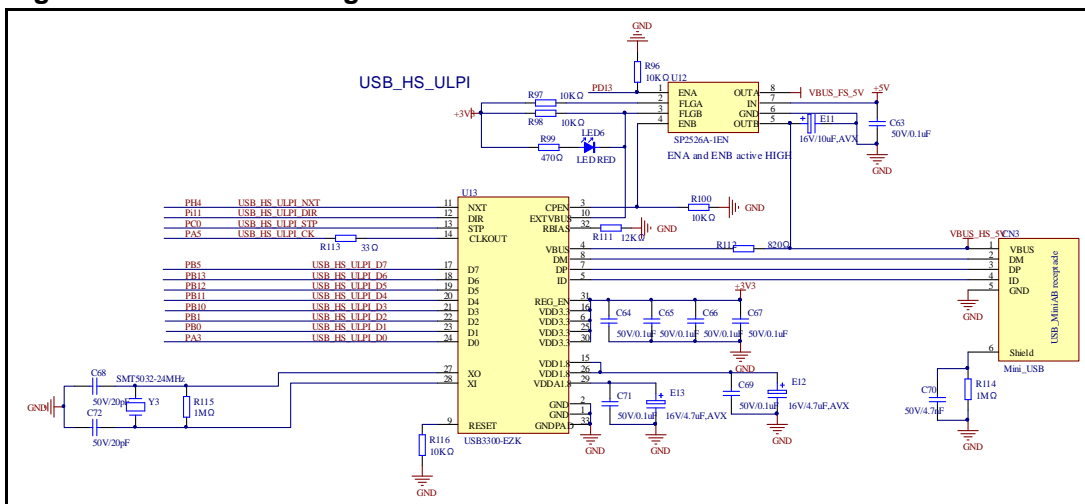 USB_HS_ULPI
GND
R96
10KΩ
U12
PD13
R97
10KΩ
+3V3
R98
10KΩ
R99
470Ω
LED6
LED RED
1 ENA OUTA 8
2 FLGA IN 7
3 FLGB GND 6
4 ENB OUTB 5
SP2526A-1EN
ENA and ENB active HIGH
VBUS_FS_5V
+5V
E11
16V/10uF,AVX
C63
50V/0.1uF
GND
U13
PH4 USB_HS_ULPI_NXT 11 NXT
Pi11 USB_HS_ULPI_DIR 12 DIR
PC0 USB_HS_ULPI_STP 13 STP
PA5 USB_HS_ULPI_CK 14 CLKOUT
R113
33Ω
PB5 USB_HS_ULPI_D7 17 D7
PB13 USB_HS_ULPI_D6 18 D6
PB12 USB_HS_ULPI_D5 19 D5
PB11 USB_HS_ULPI_D4 20 D4
PB10 USB_HS_ULPI_D3 21 D3
PB1 USB_HS_ULPI_D2 22 D2
PB0 USB_HS_ULPI_D1 23 D1
PA3 USB_HS_ULPI_D0 24 D0
27 XO
28 XI
9 RESET
USB3300-EZK
CPEN 3
EXTVBUS 10
RBIAS 32
VBUS 4
DM 8
DP 7
ID 5
REG_EN 31
VDD3.3 16
VDD3.3 6
VDD3.3 25
VDD3.3 30
VDD1.8 15
VDD1.8 26
VDDA1.8 29
GND 2
GND 1
GNDPAD 33
R100
10KΩ
GND
R111
12KΩ
GND
R112
820Ω
VBUS_HS_5V
CN3
1 VBUS
2 DM
3 DP
4 ID
5 GND
6 Shield
USB_MiniAB receptacle
Mini_USB
GND
+3V3
C64
50V/0.1uF
C65
50V/0.1uF
C66
50V/0.1uF
C67
50V/0.1uF
GND
C71
50V/0.1uF
E13
16V/4.7uF,AVX
C69
50V/0.1uF
E12
16V/4.7uF,AVX
GND
GND
GND
GND
C70
50V/4.7nF
R114
1MΩ
GND
C68
50V/20pF
SMT5032-24MHz
Y3
R115
1MΩ
GND
C72
50V/20pF
R116
10KΩ
GND